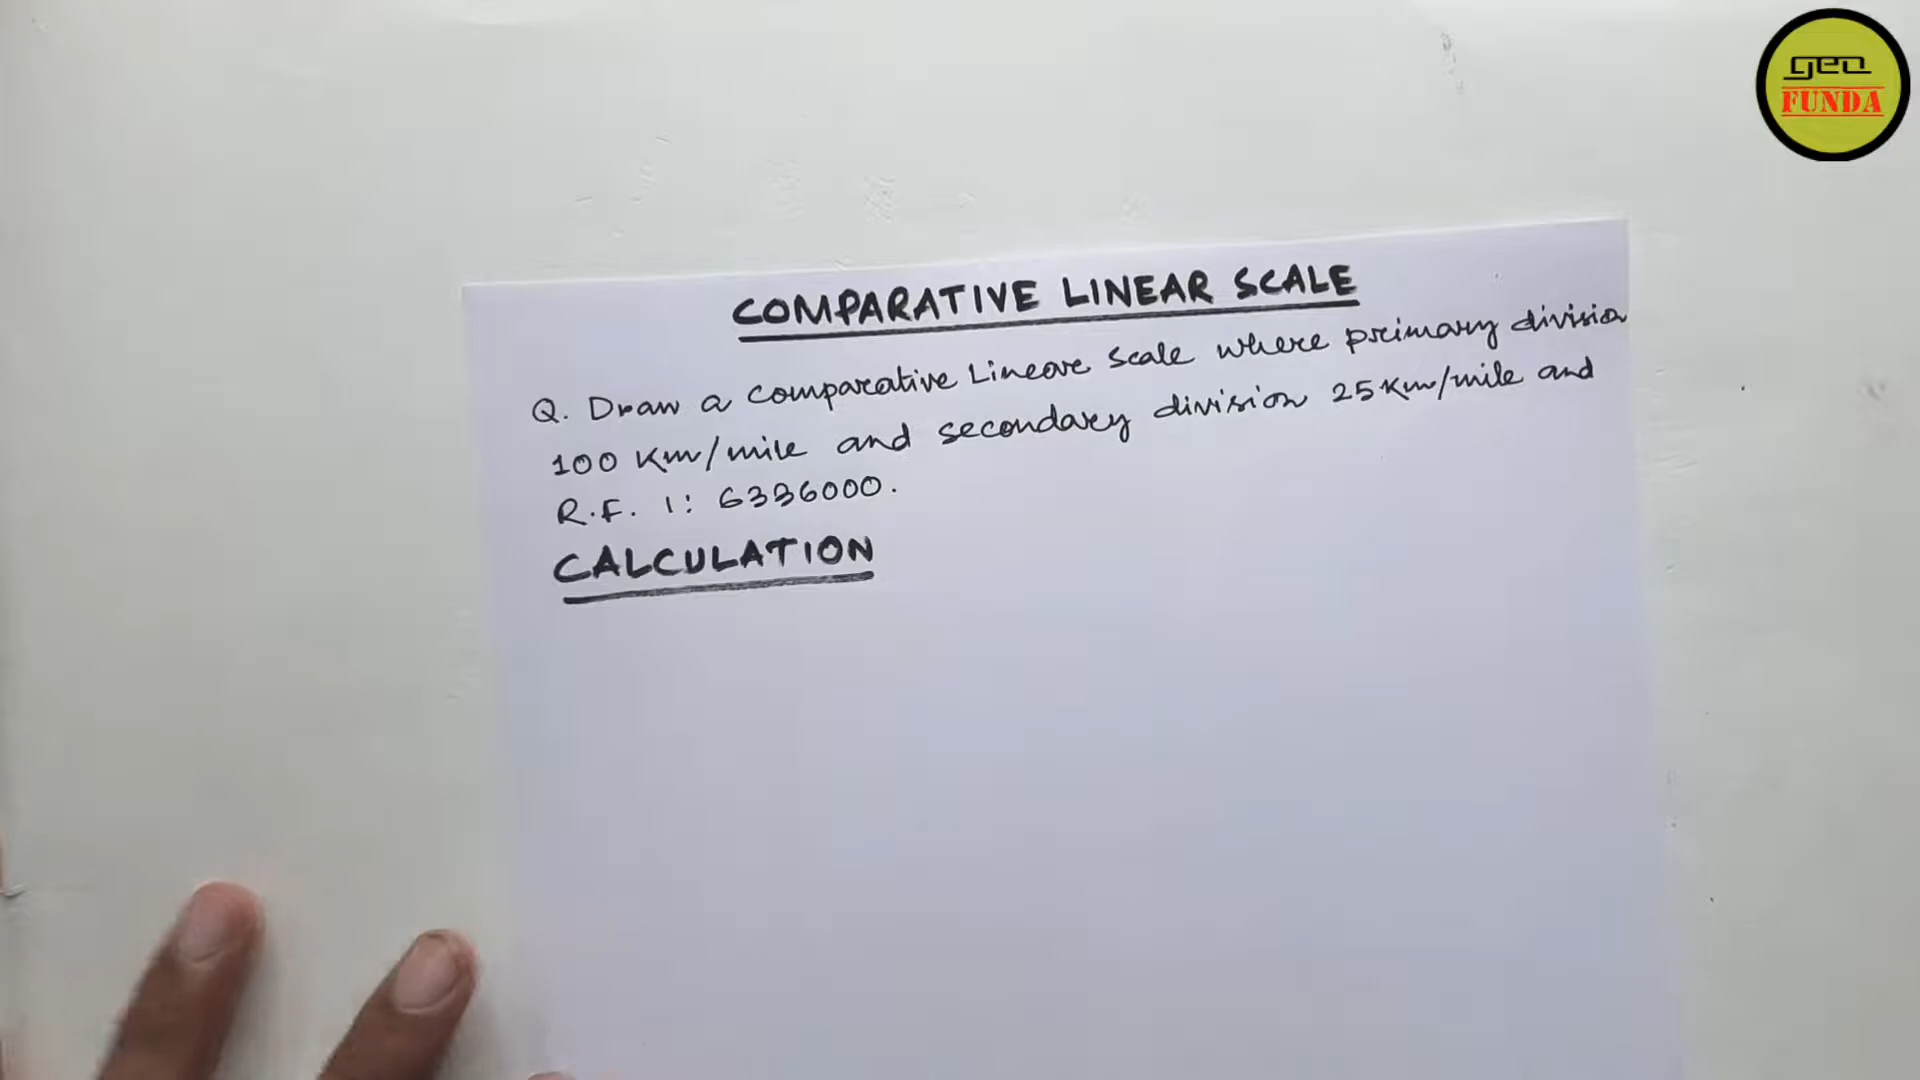 geo
FUNDA
COMPARATIVE LINEAR SCALE
Q. Draw a comparative Linear Scale where primary division
100 Km/mile and secondary division 25 Km/mile and
R.F. 1: 6336000.
CALCULATION